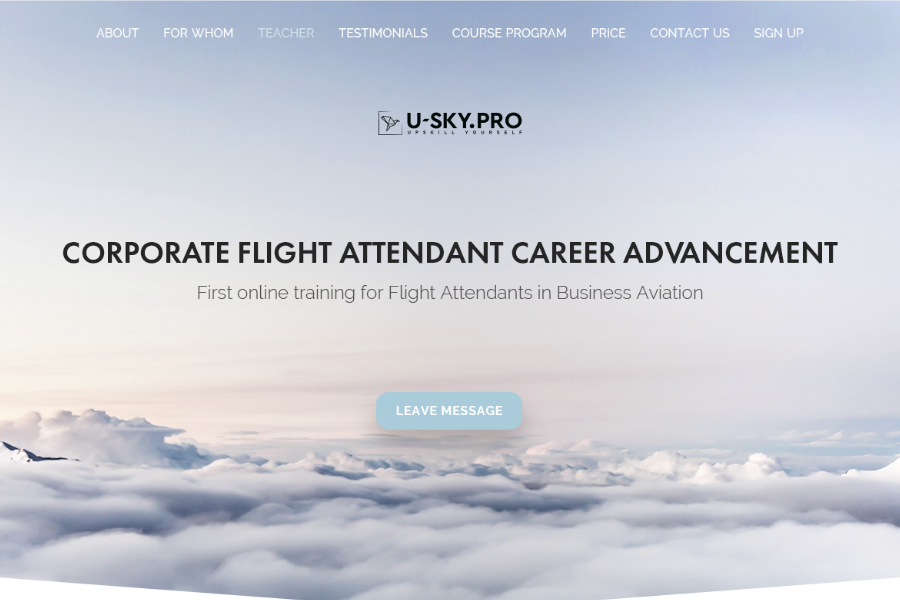 ABOUT FOR WHOM TEACHER TESTIMONIALS COURSE PROGRAM PRICE CONTACT US SIGN UP
U-SKY.PRO
UPSKILL YOURSELF
CORPORATE FLIGHT ATTENDANT CAREER ADVANCEMENT
First online training for Flight Attendants in Business Aviation
LEAVE MESSAGE